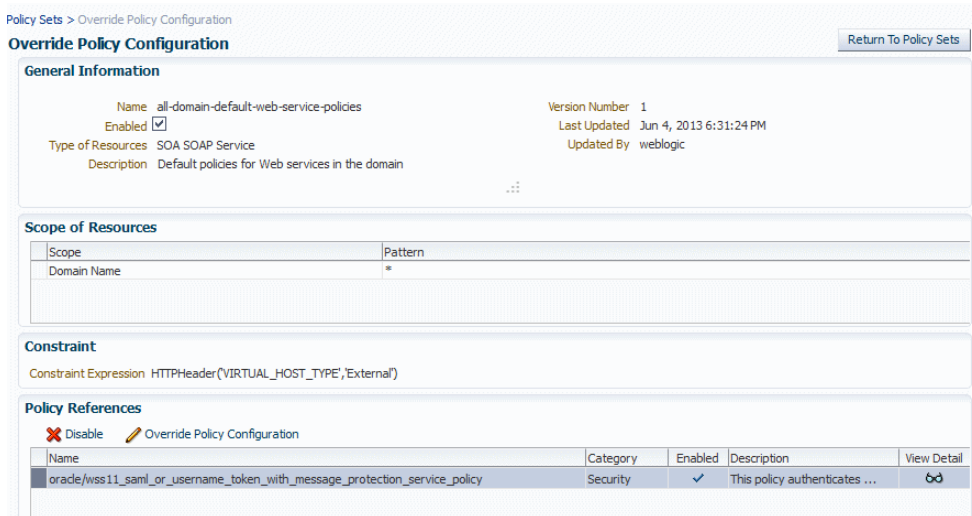 Policy Sets > Override Policy Configuration
Override Policy Configuration
Return To Policy Sets
General Information
Name all-domain-default-web-service-policies
Enabled
Type of Resources SOA SOAP Service
Description Default policies for Web services in the domain
Version Number 1
Last Updated Jun 4, 2013 6:31:24 PM
Updated By weblogic
Scope of Resources
Scope Pattern
Domain Name *
Constraint
Constraint Expression HTTPHeader('VIRTUAL_HOST_TYPE','External')
Policy References
Disable Override Policy Configuration
Name Category Enabled Description View Detail
oracle/wss11_saml_or_username_token_with_message_protection_service_policy Security This policy authenticates ...